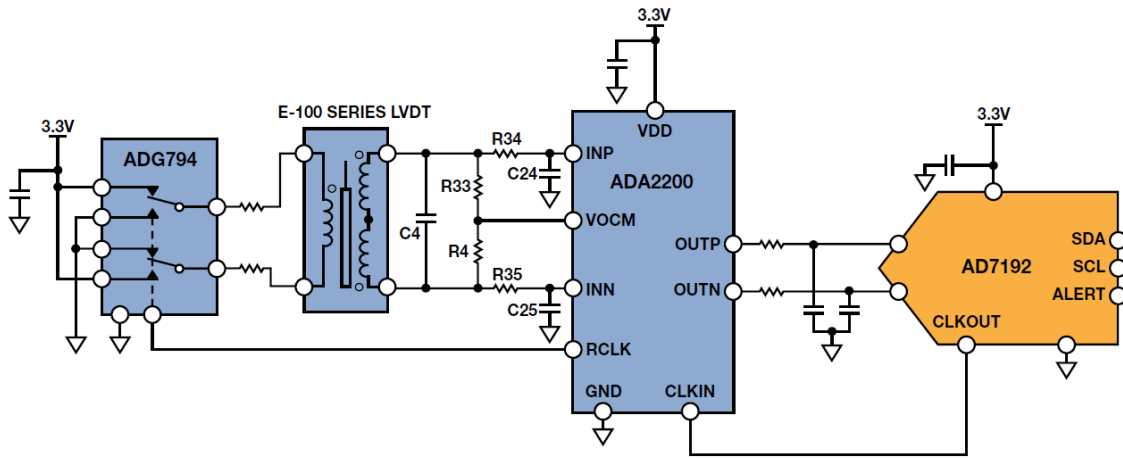 3.3V
E-100 SERIES LVDT
3.3V
ADG794
VDD
3.3V
R34
INP
C24
ADA2200
R33
VOCM
C4
R4
OUTP
SDA
R35
SCL
AD7192
INN
OUTN
ALERT
C25
CLKOUT
RCLK
GND
CLKIN